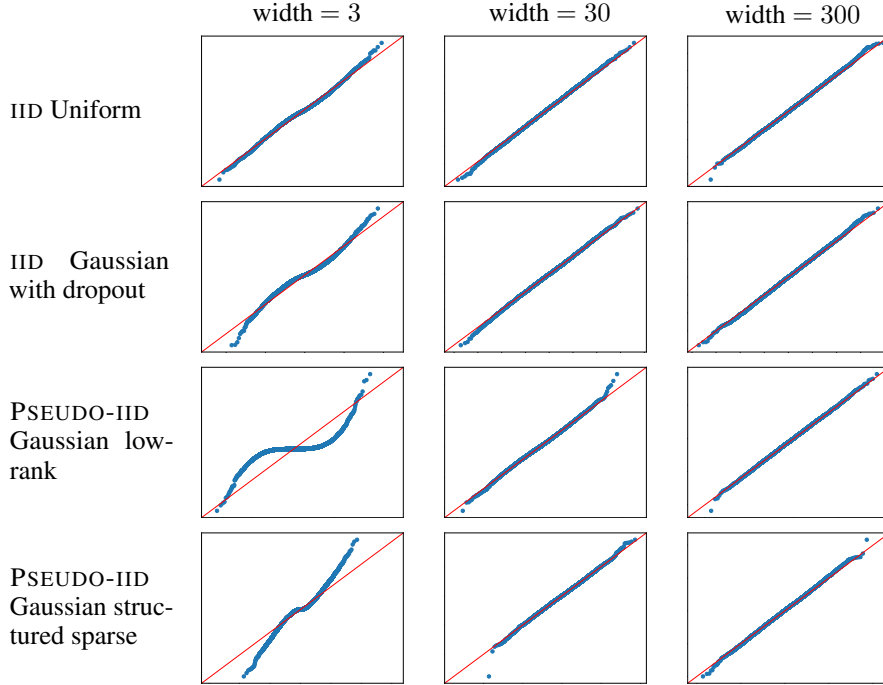 width = 3 width = 30 width = 300
IID Uniform
IID Gaussian
with dropout
PSEUDO-IID
Gaussian low-
rank
PSEUDO-IID
Gaussian struc-
tured sparse